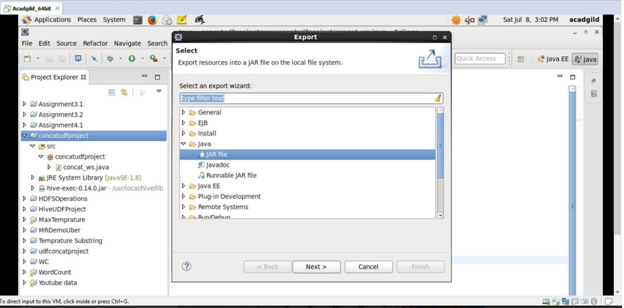 Acadgild_64bit ×
Applications Places System Sat Jul 8, 3:02 PM acadgild
File Edit Source Refactor Navigate Search
Export
Select
Export resources into a JAR file on the local file system.
Select an export wizard:
type filter text
General
EJB
Install
Java
JAR file
Javadoc
Runnable JAR file
Java EE
Plug-in Development
Remote Systems
Run/Debug
< Back Next > Cancel Finish
Quick Access Java EE Java
Project Explorer
Assignment3.1
Assignment3.2
Assignment4.1
concatudfproject
src
concatudfproject
concat_ws.java
JRE System Library [JavaSE-1.8]
hive-exec-0.14.0.jar - /usr/local/hive/lib
HDFSOperations
HiveUDFProject
MaxTemprature
MRDemoUber
Temprature Substring
udfconcatproject
WC
WordCount
Youtube data
To direct input to this VM, click inside or press Ctrl+G.